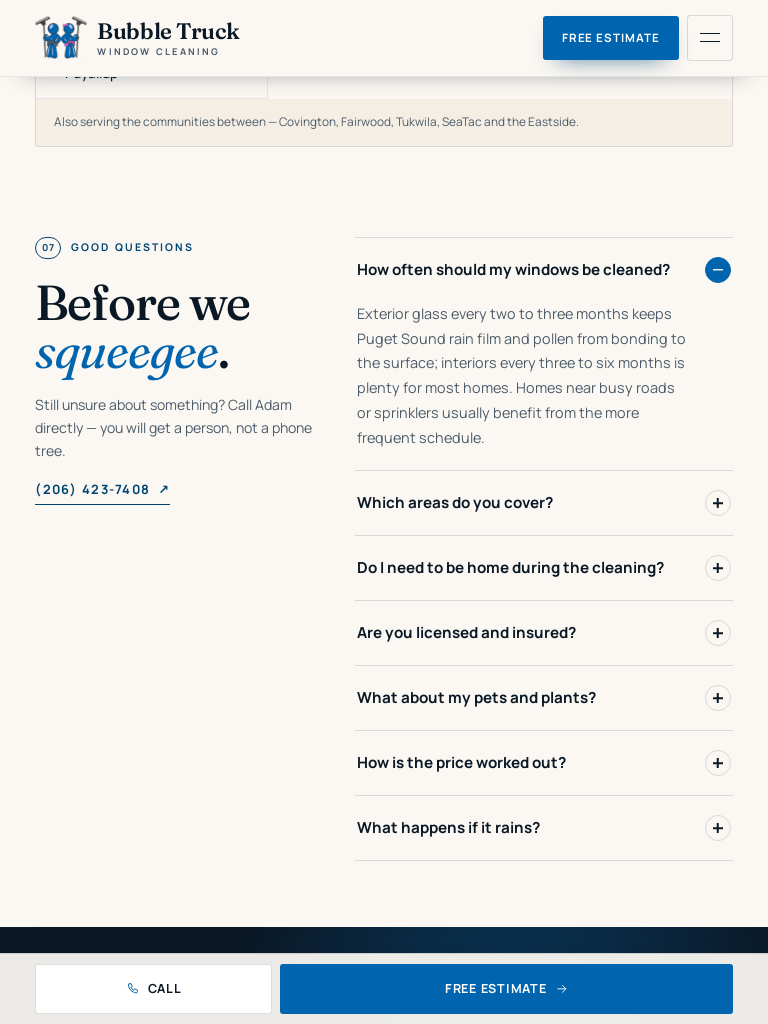 Bubble Truck
WINDOW CLEANING
FREE ESTIMATE
Also serving the communities between — Covington, Fairwood, Tukwila, SeaTac and the Eastside.
07 GOOD QUESTIONS
Before we
squeegee.
Still unsure about something? Call Adam
directly — you will get a person, not a phone
tree.
(206) 423-7408 ↗
How often should my windows be cleaned?
Exterior glass every two to three months keeps
Puget Sound rain film and pollen from bonding to
the surface; interiors every three to six months is
plenty for most homes. Homes near busy roads
or sprinklers usually benefit from the more
frequent schedule.
Which areas do you cover?
Do I need to be home during the cleaning?
Are you licensed and insured?
What about my pets and plants?
How is the price worked out?
What happens if it rains?
CALL
FREE ESTIMATE →